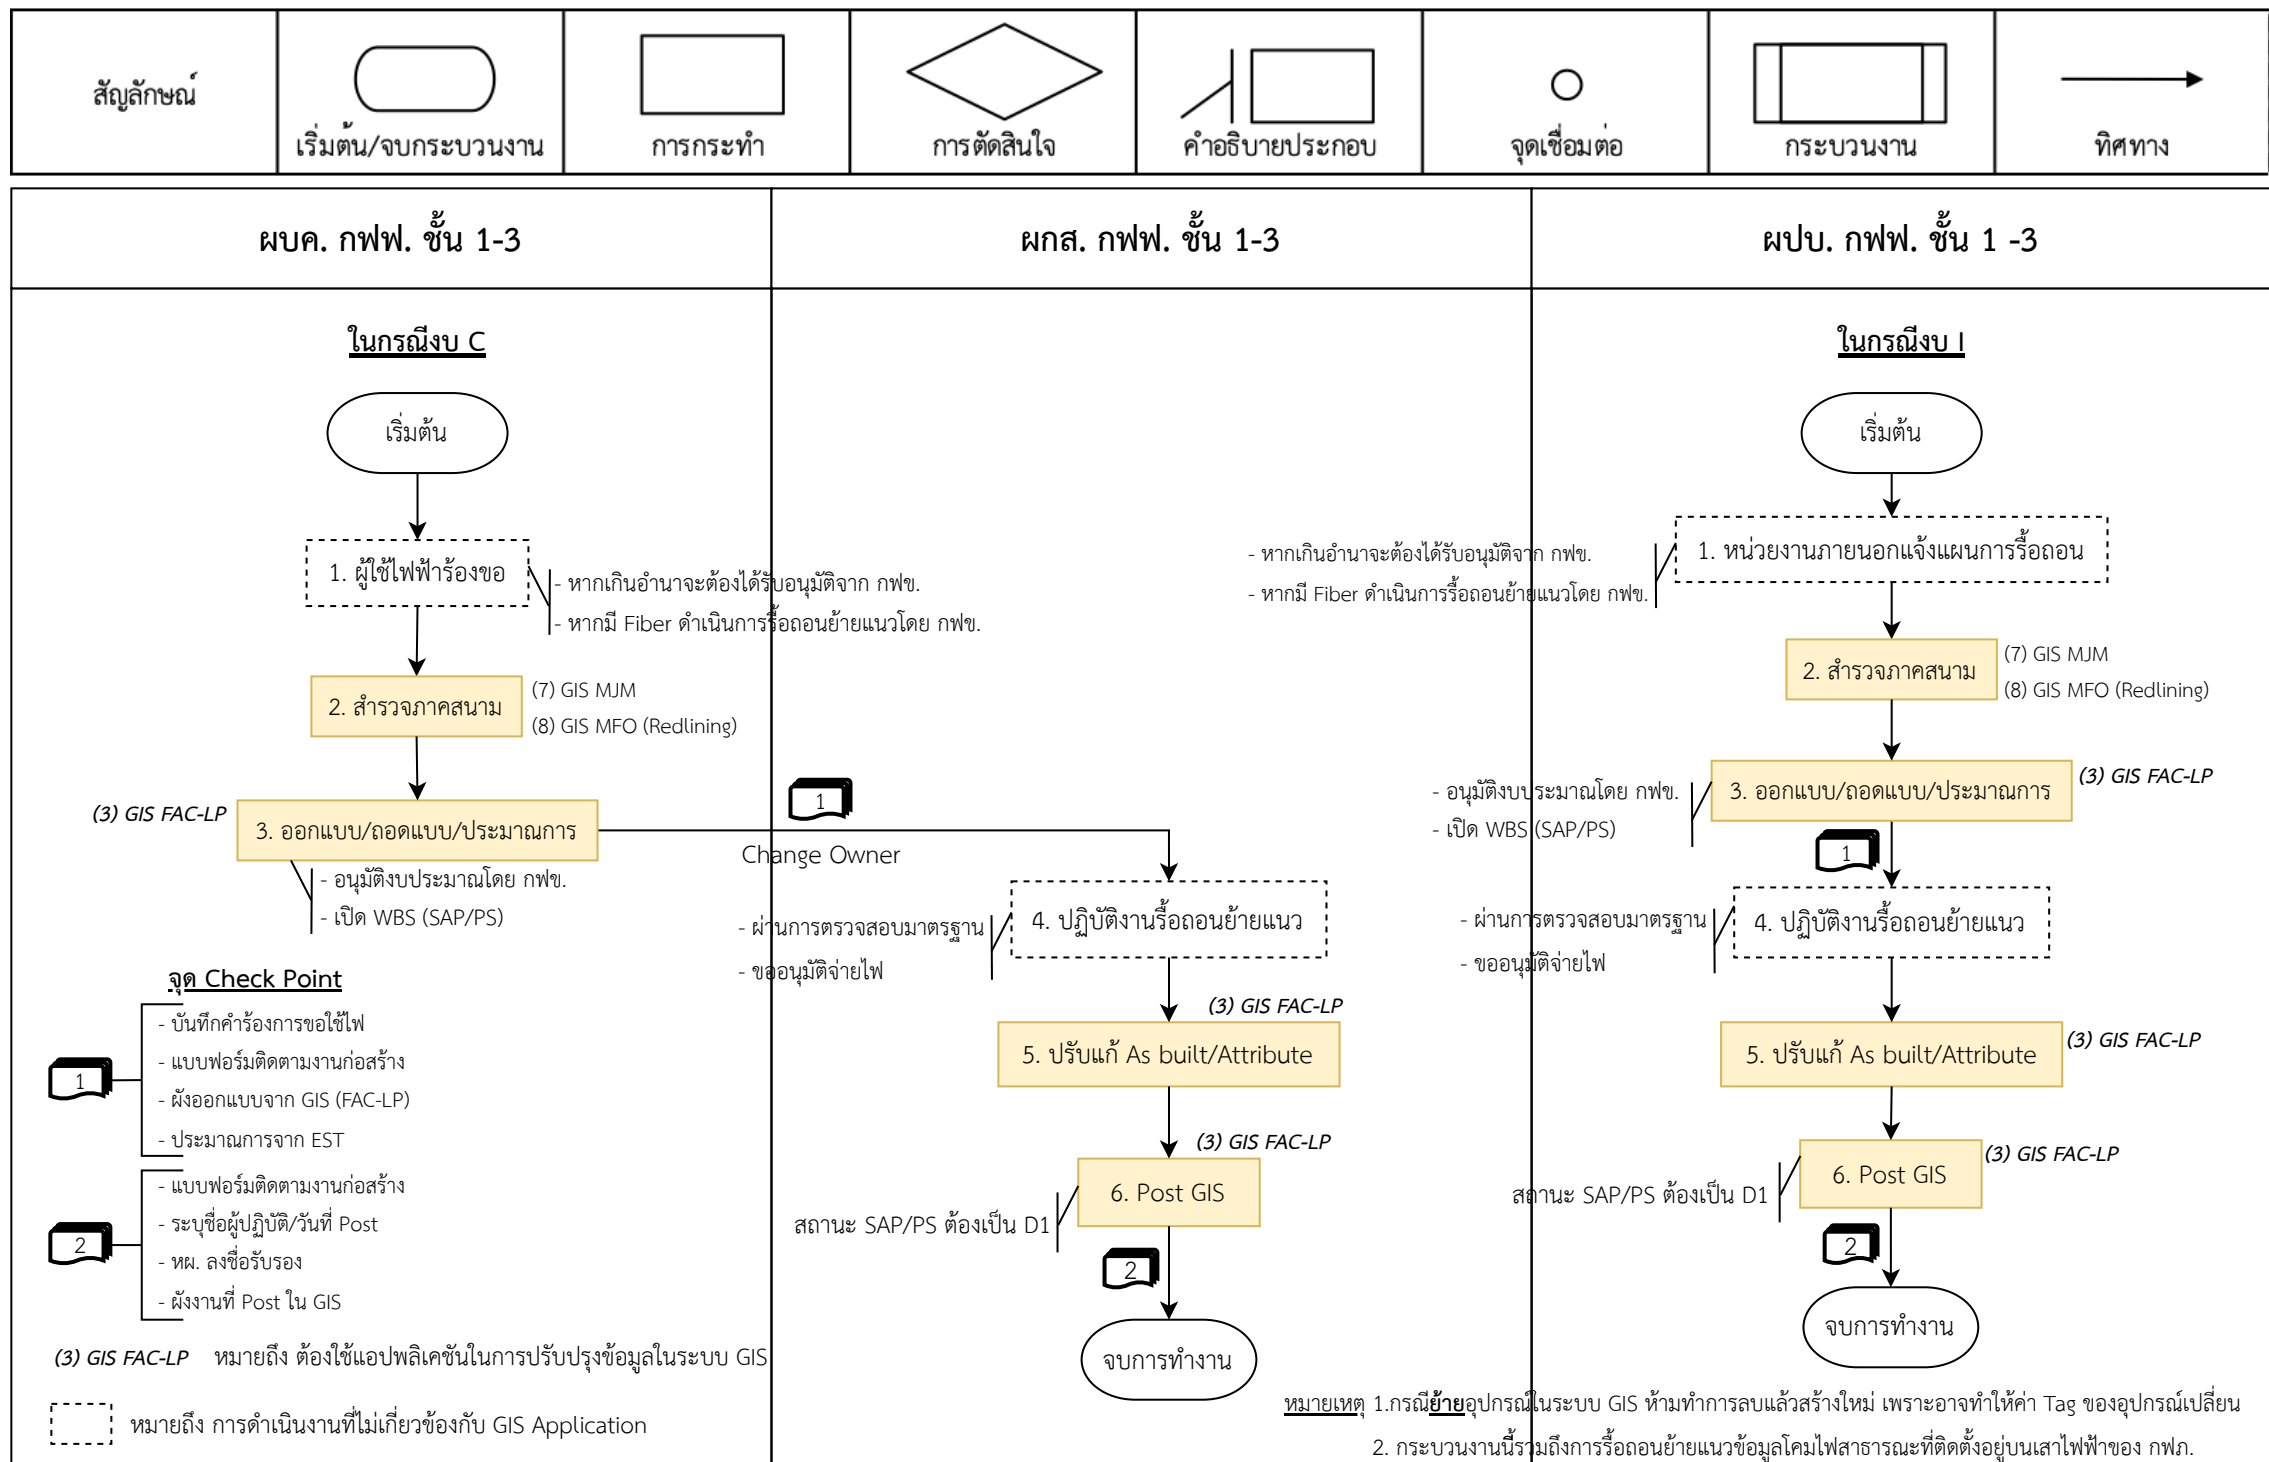 สัญลักษณ์
เริ่มต้น/จบกระบวนงาน
การกระทำ
การตัดสินใจ
คำอธิบายประกอบ
จุดเชื่อมต่อ
กระบวนงาน
ทิศทาง
ผบค. กฟฟ. ชั้น 1-3
ผกส. กฟฟ. ชั้น 1-3
ผปบ. กฟฟ. ชั้น 1 -3
ในกรณีงบ C
เริ่มต้น
1. ผู้ใช้ไฟฟ้าร้องขอ
- หากเกินอำนาจะต้องได้รับอนุมัติจาก กฟข.
- หากมี Fiber ดำเนินการรื้อถอนย้ายแนวโดย กฟข.
2. สำรวจภาคสนาม
(7) GIS MJM
(8) GIS MFO (Redlining)
(3) GIS FAC-LP
3. ออกแบบ/ถอดแบบ/ประมาณการ
- อนุมัติงบประมาณโดย กฟข.
- เปิด WBS (SAP/PS)
1
Change Owner
4. ปฏิบัติงานรื้อถอนย้ายแนว
- ผ่านการตรวจสอบมาตรฐาน
- ขออนุมัติจ่ายไฟ
(3) GIS FAC-LP
5. ปรับแก้ As built/Attribute
(3) GIS FAC-LP
6. Post GIS
สถานะ SAP/PS ต้องเป็น D1
2
จบการทำงาน
ในกรณีงบ I
เริ่มต้น
1. หน่วยงานภายนอกแจ้งแผนการรื้อถอน
- หากเกินอำนาจะต้องได้รับอนุมัติจาก กฟข.
- หากมี Fiber ดำเนินการรื้อถอนย้ายแนวโดย กฟข.
2. สำรวจภาคสนาม
(7) GIS MJM
(8) GIS MFO (Redlining)
3. ออกแบบ/ถอดแบบ/ประมาณการ
(3) GIS FAC-LP
- อนุมัติงบประมาณโดย กฟข.
- เปิด WBS (SAP/PS)
1
4. ปฏิบัติงานรื้อถอนย้ายแนว
- ผ่านการตรวจสอบมาตรฐาน
- ขออนุมัติจ่ายไฟ
5. ปรับแก้ As built/Attribute
(3) GIS FAC-LP
6. Post GIS
(3) GIS FAC-LP
สถานะ SAP/PS ต้องเป็น D1
2
จบการทำงาน
จุด Check Point
1
- บันทึกคำร้องการขอใช้ไฟ
- แบบฟอร์มติดตามงานก่อสร้าง
- ผังออกแบบจาก GIS (FAC-LP)
- ประมาณการจาก EST
2
- แบบฟอร์มติดตามงานก่อสร้าง
- ระบุชื่อผู้ปฏิบัติ/วันที่ Post
- หผ. ลงชื่อรับรอง
- ผังงานที่ Post ใน GIS
(3) GIS FAC-LP หมายถึง ต้องใช้แอปพลิเคชันในการปรับปรุงข้อมูลในระบบ GIS
หมายถึง การดำเนินงานที่ไม่เกี่ยวข้องกับ GIS Application
หมายเหตุ 1.กรณีย้ายอุปกรณ์ในระบบ GIS ห้ามทำการลบแล้วสร้างใหม่ เพราะอาจทำให้ค่า Tag ของอุปกรณ์เปลี่ยน
2. กระบวนงานนี้รวมถึงการรื้อถอนย้ายแนวข้อมูลโคมไฟสาธารณะที่ติดตั้งอยู่บนเสาไฟฟ้าของ กฟภ.